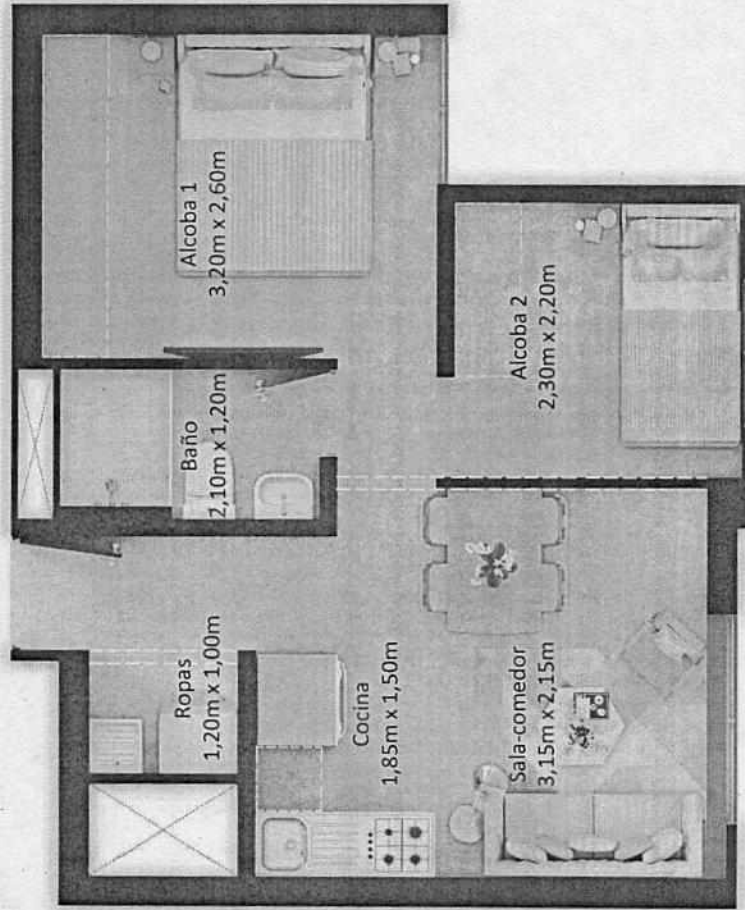 Alcoba 1
3,20m x 2,60m
Baño
2,10m x 1,20m
Alcoba 2
2,30m x 2,20m
Ropas
1,20m x 1,00m
Cocina
1,85m x 1,50m
Sala-comedor
3,15m x 2,15m